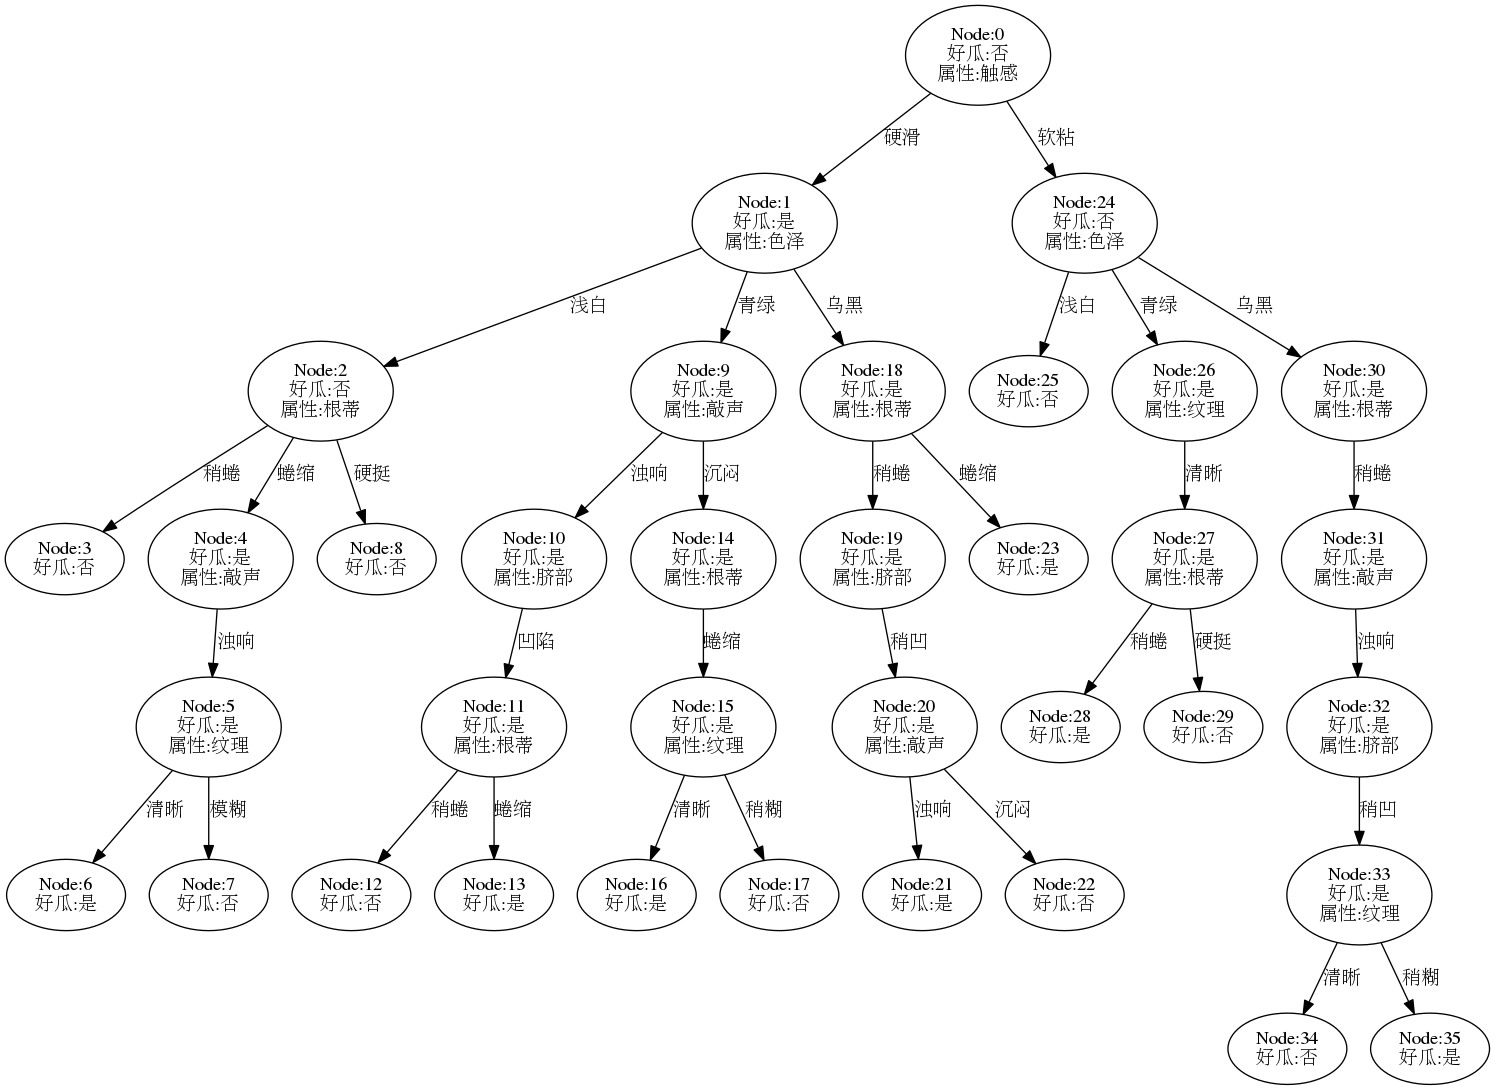 Node:0
好瓜:否
属性:触感
硬滑
软粘
Node:1
好瓜:是
属性:色泽
Node:24
好瓜:否
属性:色泽
浅白
青绿
乌黑
浅白
青绿
乌黑
Node:2
好瓜:否
属性:根蒂
Node:9
好瓜:是
属性:敲声
Node:18
好瓜:是
属性:根蒂
Node:25
好瓜:否
Node:26
好瓜:是
属性:纹理
Node:30
好瓜:是
属性:根蒂
稍蜷
蜷缩
硬挺
浊响
沉闷
稍蜷
蜷缩
清晰
稍蜷
Node:3
好瓜:否
Node:4
好瓜:是
属性:敲声
Node:8
好瓜:否
Node:10
好瓜:是
属性:脐部
Node:14
好瓜:是
属性:根蒂
Node:19
好瓜:是
属性:脐部
Node:23
好瓜:是
Node:27
好瓜:是
属性:根蒂
Node:31
好瓜:是
属性:敲声
浊响
凹陷
蜷缩
稍凹
稍蜷
硬挺
浊响
Node:5
好瓜:是
属性:纹理
Node:11
好瓜:是
属性:根蒂
Node:15
好瓜:是
属性:纹理
Node:20
好瓜:是
属性:敲声
Node:28
好瓜:是
Node:29
好瓜:否
Node:32
好瓜:是
属性:脐部
清晰
模糊
稍蜷
蜷缩
清晰
稍糊
浊响
沉闷
稍凹
Node:6
好瓜:是
Node:7
好瓜:否
Node:12
好瓜:否
Node:13
好瓜:是
Node:16
好瓜:是
Node:17
好瓜:否
Node:21
好瓜:是
Node:22
好瓜:否
Node:33
好瓜:是
属性:纹理
清晰
稍糊
Node:34
好瓜:否
Node:35
好瓜:是